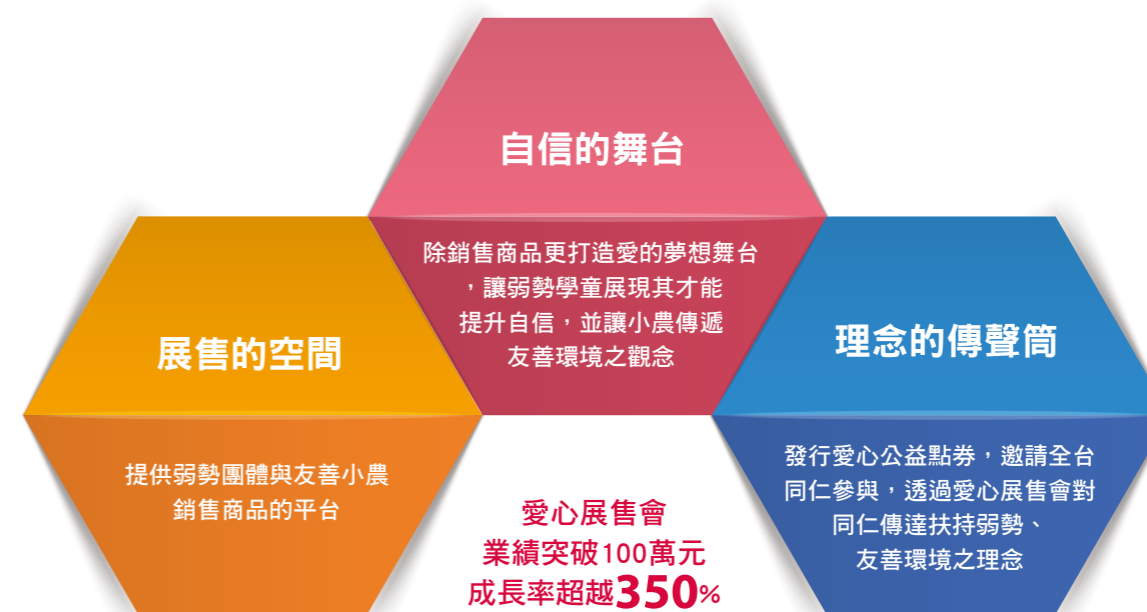 自信的舞台
除銷售商品更打造愛的夢想舞台
，讓弱勢學童展現其才能
提升自信，並讓小農傳遞
友善環境之觀念
展售的空間
提供弱勢團體與友善小農
銷售商品的平台
理念的傳聲筒
發行愛心公益點券，邀請全台
同仁參與，透過愛心展售會對
同仁傳達扶持弱勢、
友善環境之理念
愛心展售會
業績突破100萬元
成長率超越350%